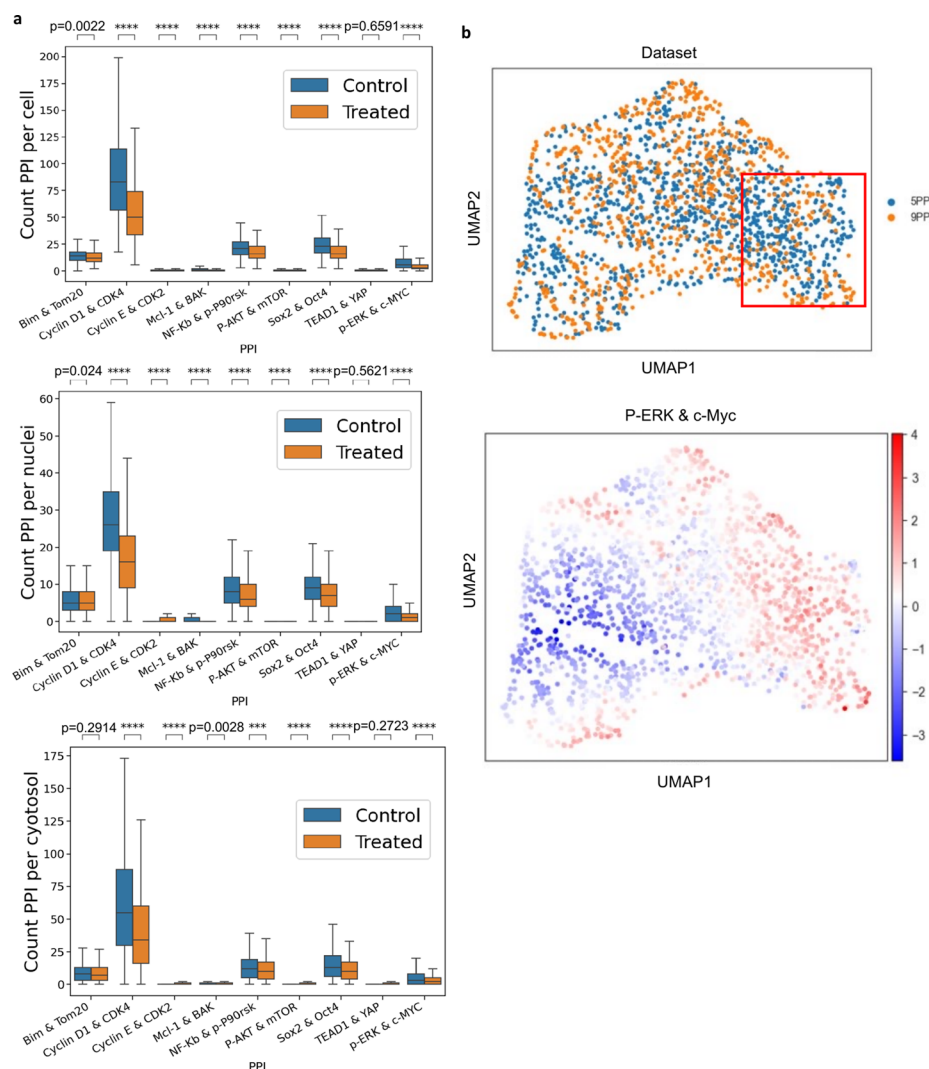 a
p=0.0022 **** **** **** **** **** **** p=0.6591 ****
Count PPI per cell
200
175
150
125
100
75
50
25
0
Control
Treated
Bim & Tom20
Cyclin D1 & CDK4
Cyclin E & CDK2
Mcl-1 & BAK
NF-Kb & p-P90rsk
P-AKT & mTOR
Sox2 & Oct4
TEAD1 & YAP
p-ERK & c-MYC
PPI
p=0.024 **** **** **** **** **** **** p=0.5621 ****
Count PPI per nuclei
60
50
40
30
20
10
0
Control
Treated
Bim & Tom20
Cyclin D1 & CDK4
Cyclin E & CDK2
Mcl-1 & BAK
NF-Kb & p-P90rsk
P-AKT & mTOR
Sox2 & Oct4
TEAD1 & YAP
p-ERK & c-MYC
PPI
p=0.2914 **** **** p=0.0028 *** **** **** p=0.2723 ****
Count PPI per cyotosol
175
150
125
100
75
50
25
0
Control
Treated
Bim & Tom20
Cyclin D1 & CDK4
Cyclin E & CDK2
Mcl-1 & BAK
NF-Kb & p-P90rsk
P-AKT & mTOR
Sox2 & Oct4
TEAD1 & YAP
p-ERK & c-MYC
PPI
b
Dataset
UMAP2
5PP
9PP
UMAP1
P-ERK & c-Myc
UMAP2
4
3
2
1
0
−1
−2
−3
UMAP1